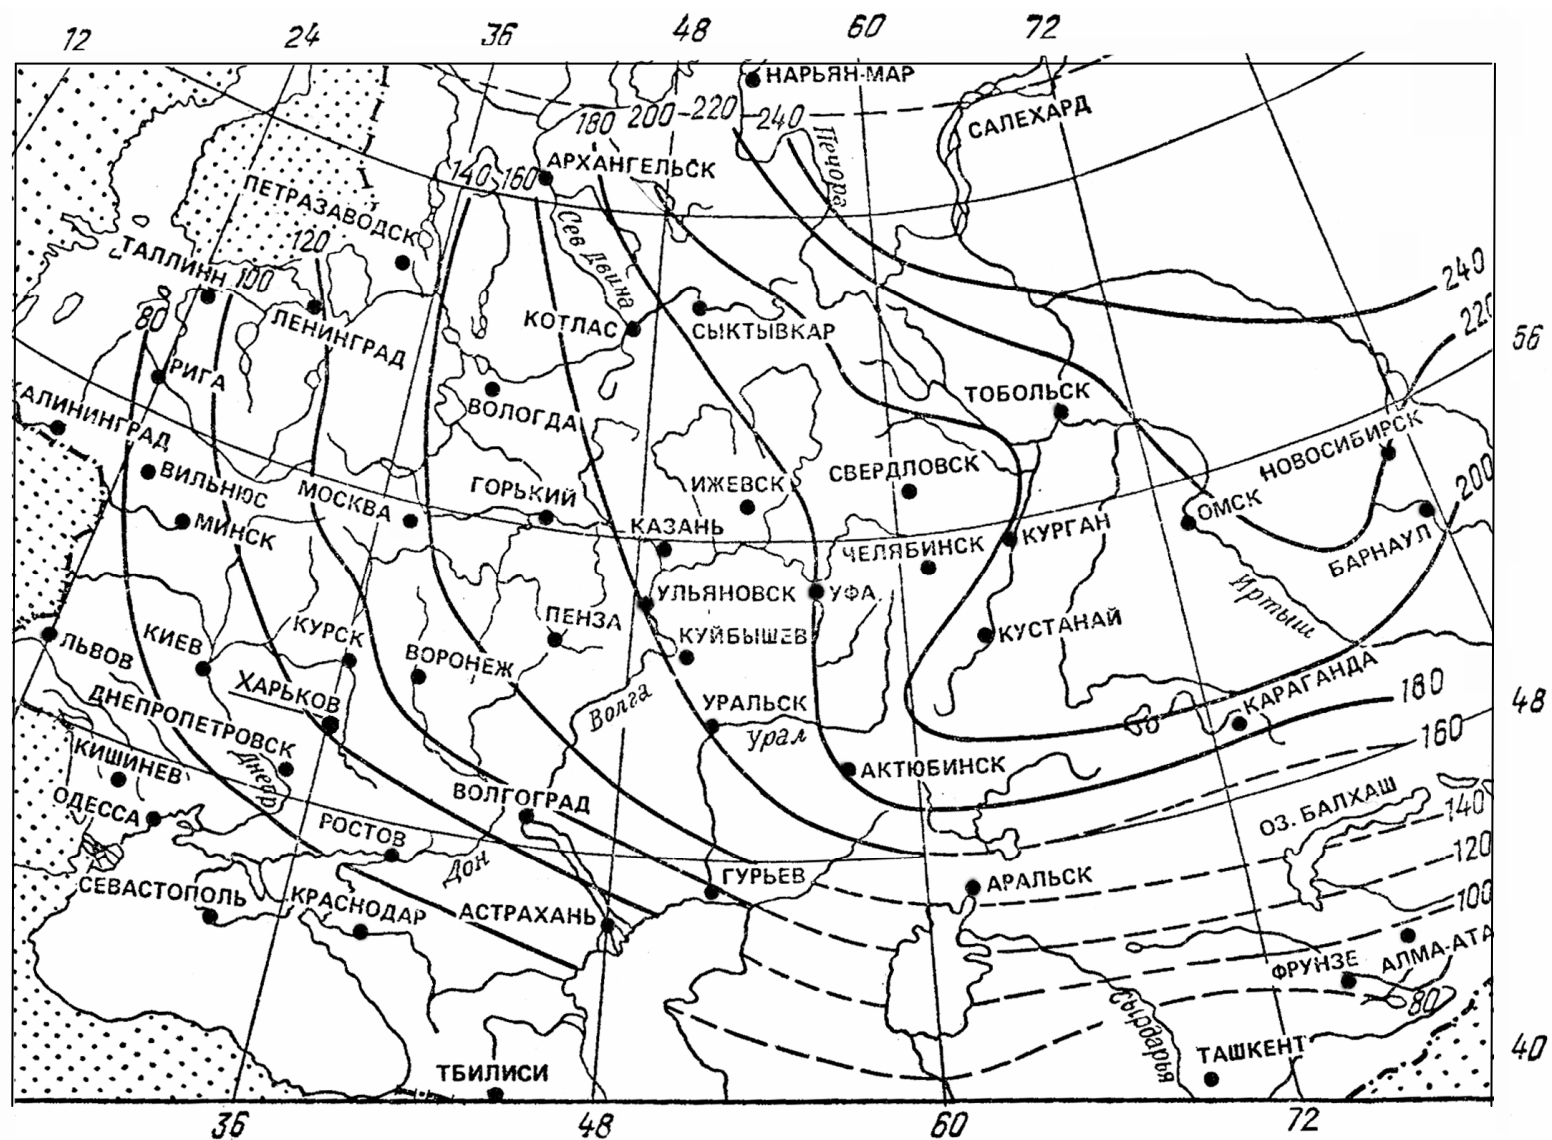 12 24 36 48 60 72
НАРЬЯН-МАР
САЛЕХАРД
180 200 220 240
Печора
АРХАНГЕЛЬСК
140 160
ПЕТРАЗАВОДСК
Сев Двина
ТАЛЛИНН 100 120
240
80
ЛЕНИНГРАД
КОТЛАС
СЫКТЫВКАР
220
56
РИГА
ВОЛОГДА
ТОБОЛЬСК
АЛИНИНГРАД
НОВОСИБИРСК
ВИЛЬНЮС
МОСКВА
ГОРЬКИЙ
ИЖЕВСК
СВЕРДЛОВСК
200
МИНСК
КАЗАНЬ
ЧЕЛЯБИНСК
КУРГАН
ОМСК
БАРНАУЛ
УЛЬЯНОВСК
УФА
Иртыш
ПЕНЗА
КУЙБЫШЕВ
КУСТАНАЙ
ЛЬВОВ
КИЕВ
КУРСК
ВОРОНЕЖ
ХАРЬКОВ
Волга
УРАЛЬСК
Урал
КАРАГАНДА
180
48
ДНЕПРОПЕТРОВСК
160
КИШИНЕВ
Днепр
АКТЮБИНСК
ОДЕССА
ВОЛГОГРАД
ОЗ. БАЛХАШ
140
РОСТОВ
Дон
120
ГУРЬЕВ
АРАЛЬСК
СЕВАСТОПОЛЬ
КРАСНОДАР
АСТРАХАНЬ
100
ФРУНЗЕ
АЛМА-АТА
80
Сырдарья
ТАШКЕНТ
40
ТБИЛИСИ
36 48 60 72